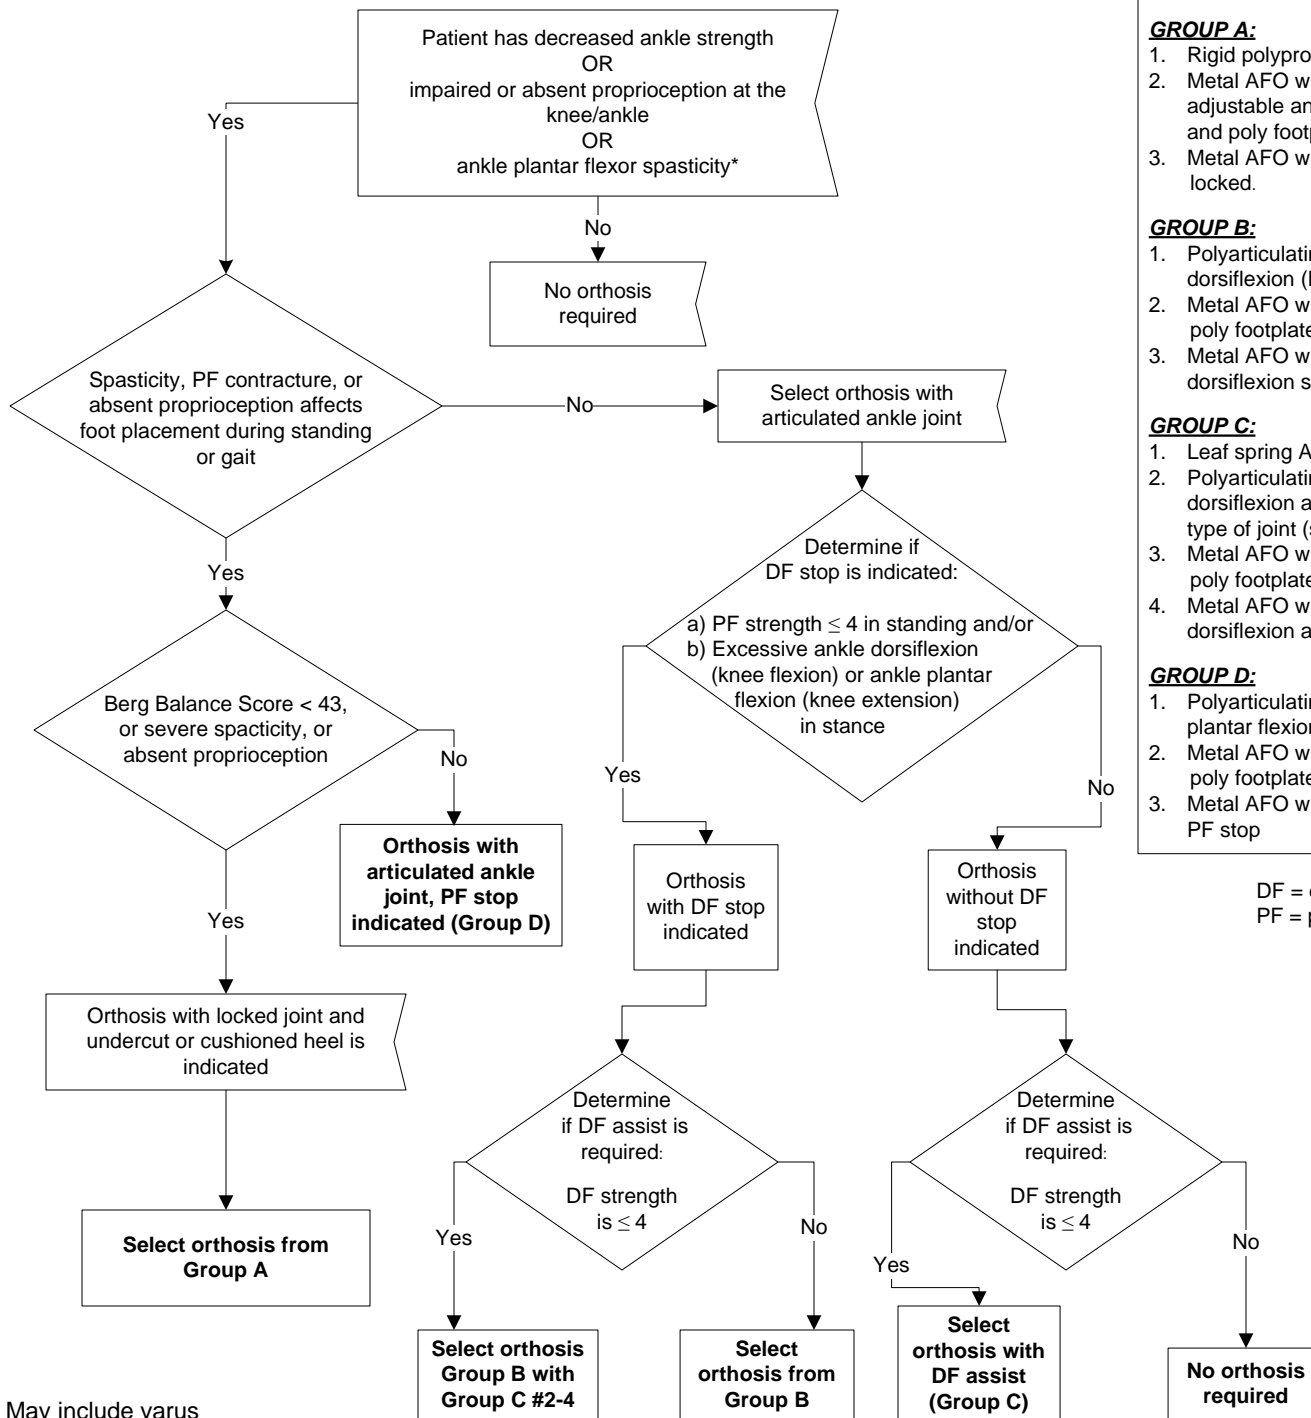 Patient has decreased ankle strength
OR
impaired or absent proprioception at the
knee/ankle
OR
ankle plantar flexor spasticity*
Yes
No
No orthosis
required
Spasticity, PF contracture, or
absent proprioception affects
foot placement during standing
or gait
No
Select orthosis with
articulated ankle joint
Yes
Determine if
DF stop is indicated:
a) PF strength ≤ 4 in standing and/or
b) Excessive ankle dorsiflexion
(knee flexion) or ankle plantar
flexion (knee extension)
in stance
Berg Balance Score < 43,
or severe spacticity, or
absent proprioception
No
Yes
No
Orthosis with
articulated ankle
joint, PF stop
indicated (Group D)
Orthosis
with DF stop
indicated
Orthosis
without DF
stop
indicated
Yes
Orthosis with locked joint and
undercut or cushioned heel is
indicated
Determine
if DF assist is
required:
DF strength
is ≤ 4
Determine
if DF assist is
required:
DF strength
is ≤ 4
Select orthosis from
Group A
Yes
No
Yes
No
Select orthosis
Group B with
Group C #2-4
Select
orthosis from
Group B
Select
orthosis with
DF assist
(Group C)
No orthosis
required
May include varus
GROUP A:
1. Rigid polypro
2. Metal AFO w
adjustable an
and poly foot
3. Metal AFO w
locked.
GROUP B:
1. Polyarticulatin
dorsiflexion (
2. Metal AFO w
poly footplate
3. Metal AFO w
dorsiflexion s
GROUP C:
1. Leaf spring A
2. Polyarticulatin
dorsiflexion a
type of joint (s
3. Metal AFO w
poly footplate
4. Metal AFO w
dorsiflexion a
GROUP D:
1. Polyarticulatin
plantar flexion
2. Metal AFO w
poly footplate
3. Metal AFO w
PF stop
DF =
PF =